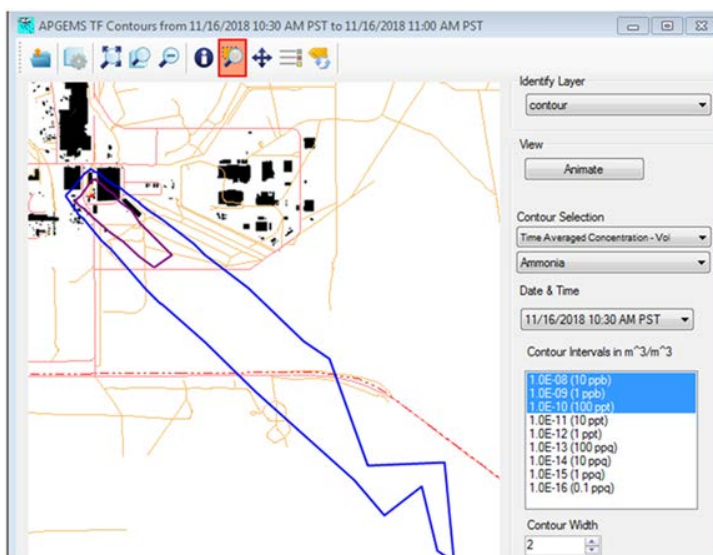 APGEMS TF Contours from 11/16/2018 10:30 AM PST to 11/16/2018 11:00 AM PST
Identify Layer
contour
View
Animate
Contour Selection
Time Averaged Concentration - Vol
Ammonia
Date & Time
11/16/2018 10:30 AM PST
Contour Intervals in m^3/m^3
1.0E-08 (10 ppb)
1.0E-09 (1 ppb)
1.0E-10 (100 ppt)
1.0E-11 (10 ppt)
1.0E-12 (1 ppt)
1.0E-13 (100 ppq)
1.0E-14 (10 ppq)
1.0E-15 (1 ppq)
1.0E-16 (0.1 ppq)
Contour Width
2